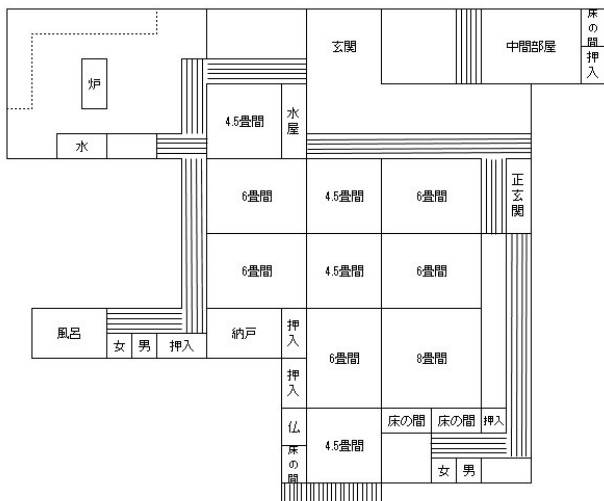 玄関
中間部屋
床の間
押入
炉
4.5畳間
水屋
水
6畳間
4.5畳間
6畳間
正玄関
6畳間
4.5畳間
6畳間
風呂
女
男
押入
納戸
押入
6畳間
8畳間
押入
仏
床の間
4.5畳間
床の間
床の間
押入
女
男